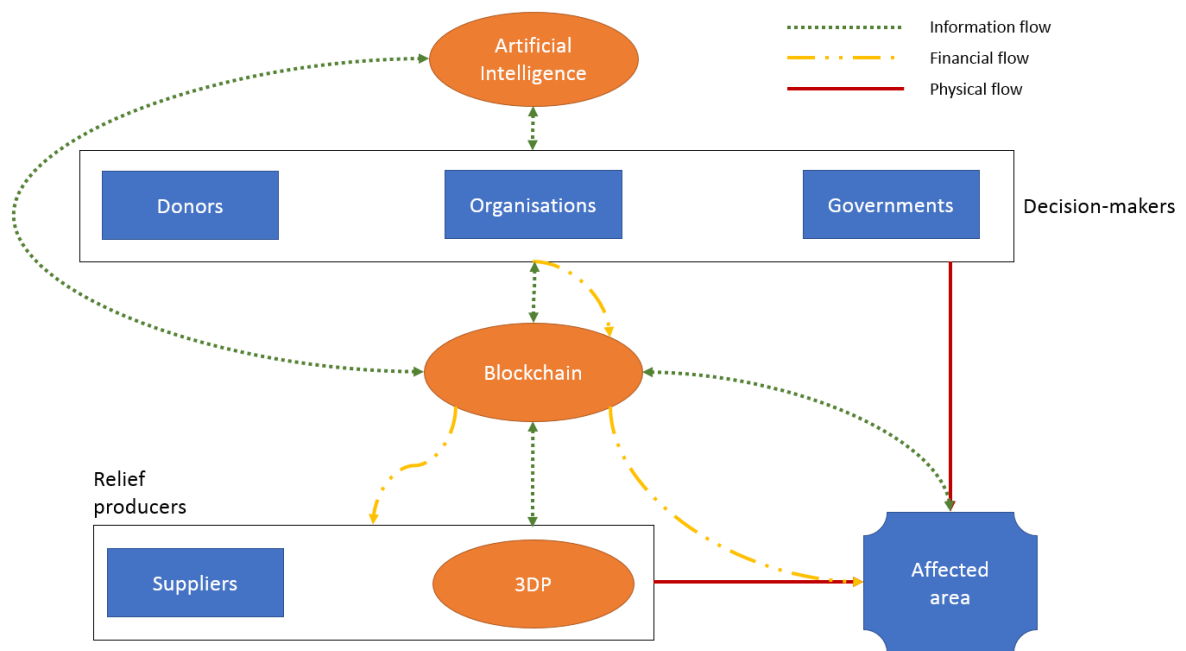 Artificial
Intelligence
Information flow
Financial flow
Physical flow
Donors
Organisations
Governments
Decision-makers
Blockchain
Relief
producers
Suppliers
3DP
Affected
area